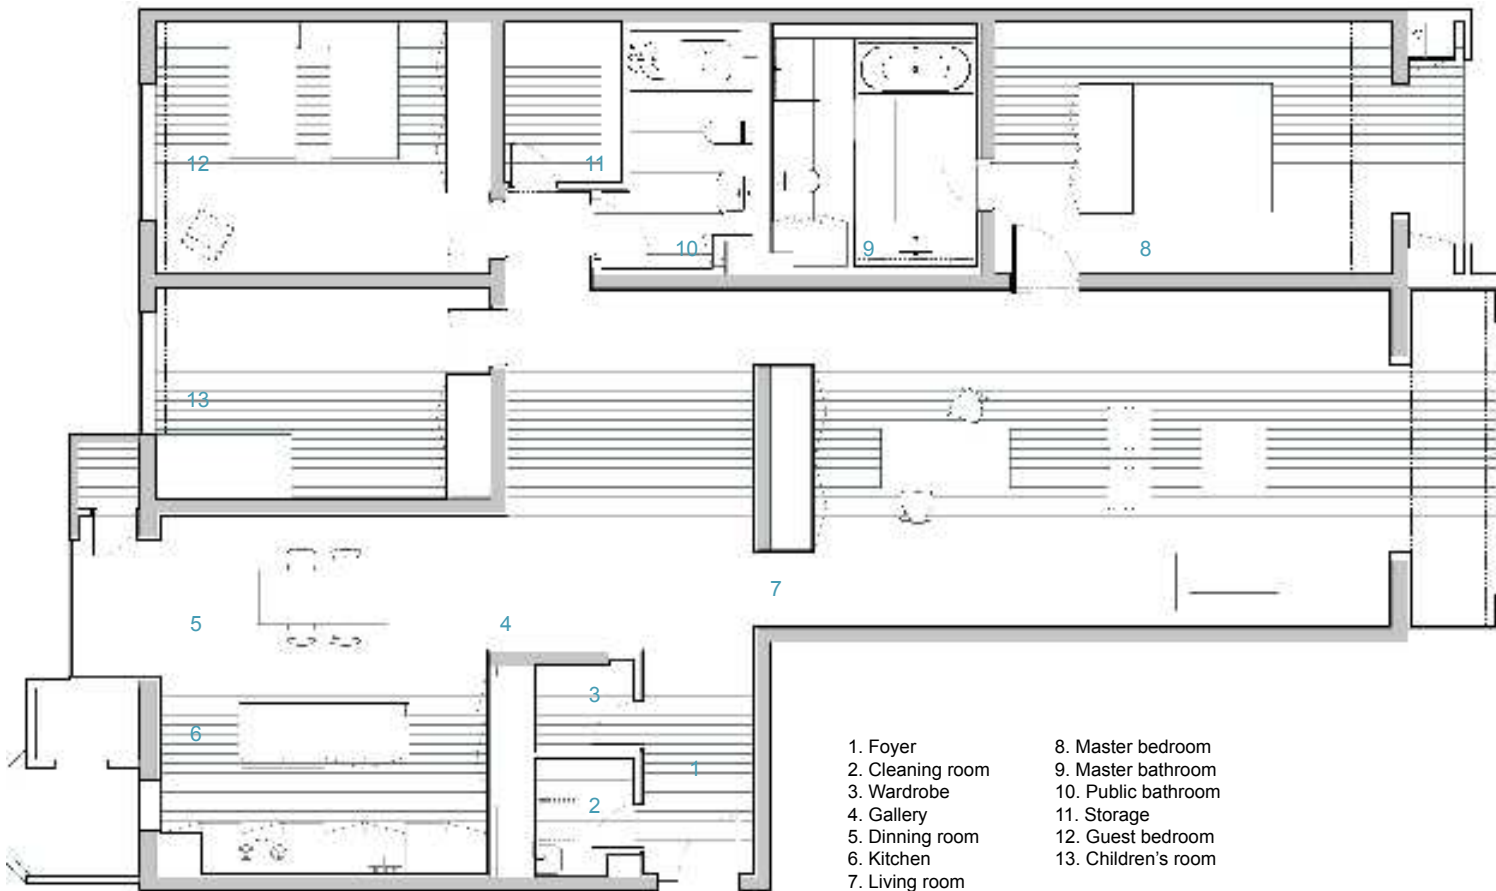 12
11
10
9
8
13
7
5
4
3
6
1
2
1. Foyer
2. Cleaning room
3. Wardrobe
4. Gallery
5. Dinning room
6. Kitchen
7. Living room
8. Master bedroom
9. Master bathroom
10. Public bathroom
11. Storage
12. Guest bedroom
13. Children's room